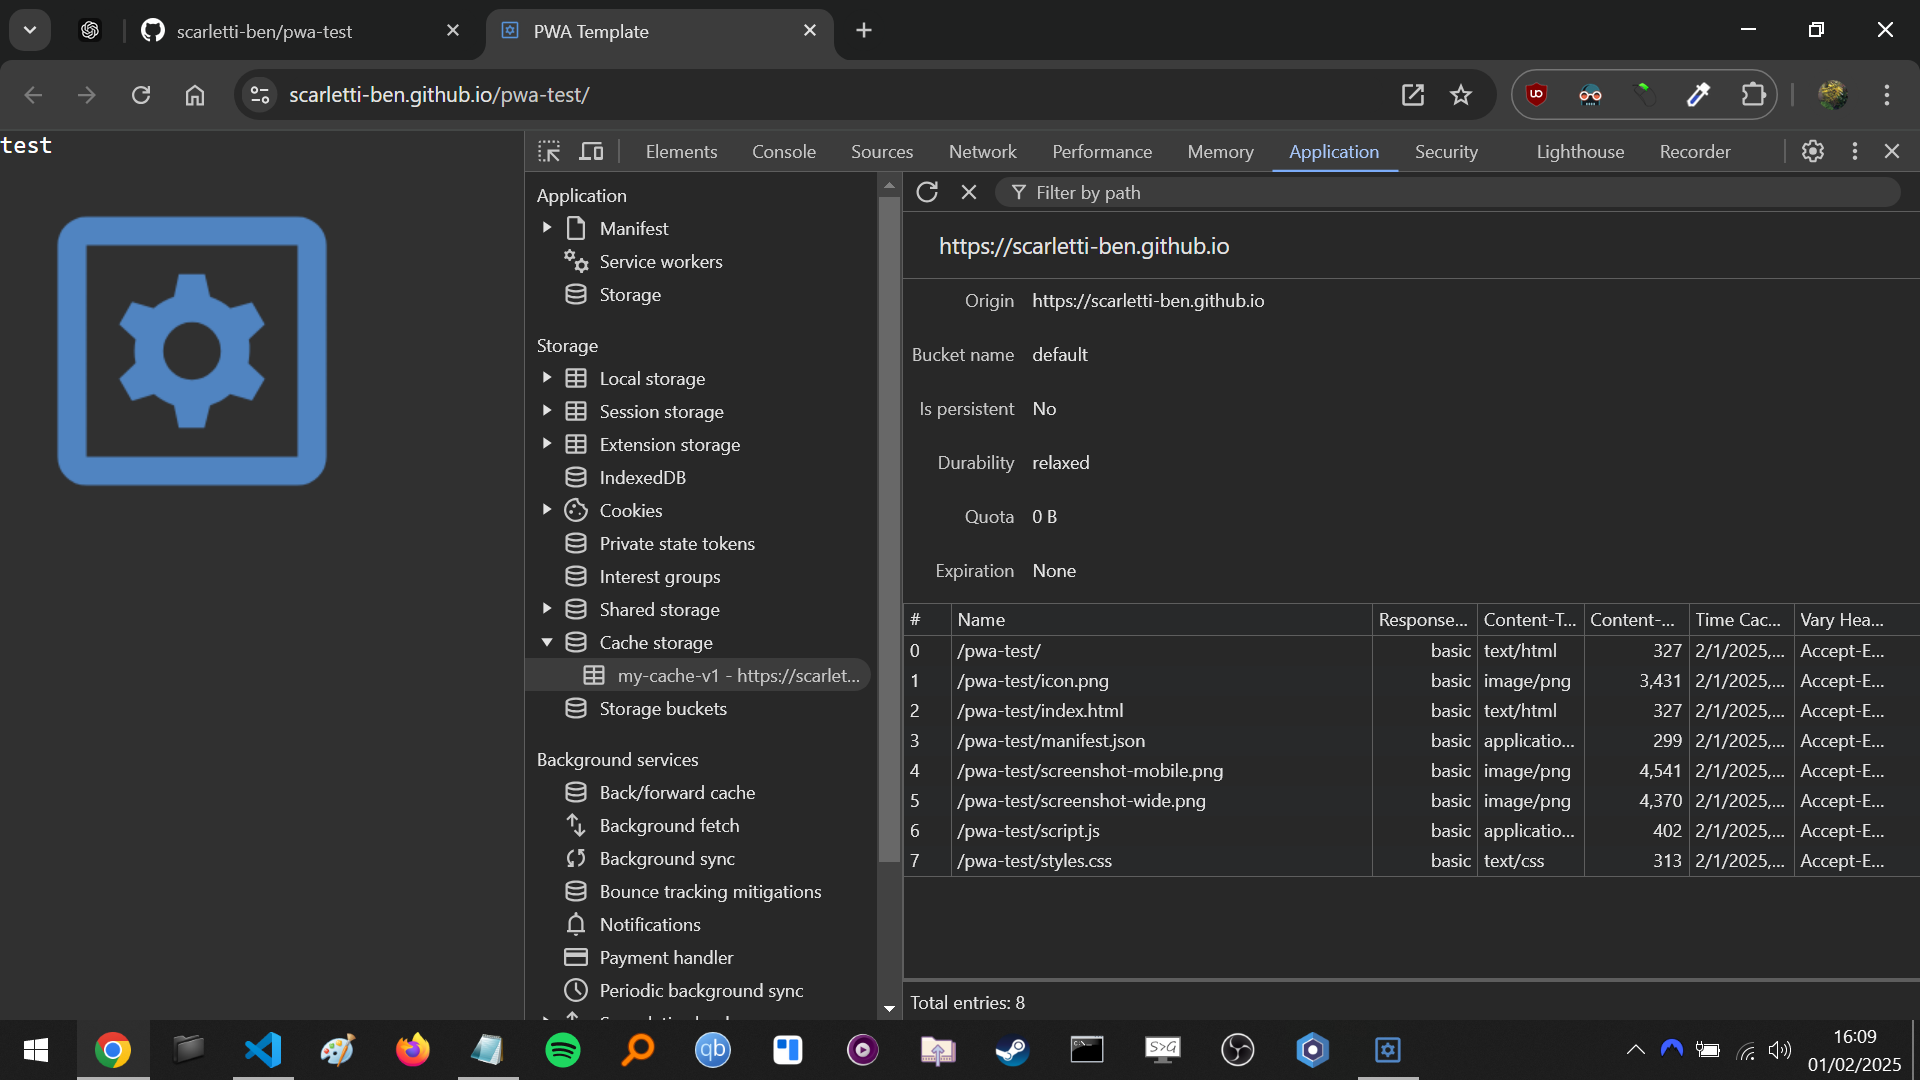 scarletti-ben/pwa-test
PWA Template
scarletti-ben.github.io/pwa-test/
test
Elements
Console
Sources
Network
Performance
Memory
Application
Security
Lighthouse
Recorder
Application
Manifest
Service workers
Storage
Storage
Local storage
Session storage
Extension storage
IndexedDB
Cookies
Private state tokens
Interest groups
Shared storage
Cache storage
my-cache-v1 - https://scarlet...
Storage buckets
Background services
Back/forward cache
Background fetch
Background sync
Bounce tracking mitigations
Notifications
Payment handler
Periodic background sync
Filter by path
https://scarletti-ben.github.io
Origin https://scarletti-ben.github.io
Bucket name default
Is persistent No
Durability relaxed
Quota 0 B
Expiration None
# Name Response... Content-T... Content-... Time Cac... Vary Hea...
0 /pwa-test/ basic text/html 327 2/1/2025,... Accept-E...
1 /pwa-test/icon.png basic image/png 3,431 2/1/2025,... Accept-E...
2 /pwa-test/index.html basic text/html 327 2/1/2025,... Accept-E...
3 /pwa-test/manifest.json basic applicatio... 299 2/1/2025,... Accept-E...
4 /pwa-test/screenshot-mobile.png basic image/png 4,541 2/1/2025,... Accept-E...
5 /pwa-test/screenshot-wide.png basic image/png 4,370 2/1/2025,... Accept-E...
6 /pwa-test/script.js basic applicatio... 402 2/1/2025,... Accept-E...
7 /pwa-test/styles.css basic text/css 313 2/1/2025,... Accept-E...
Total entries: 8
qb
S>G
16:09
01/02/2025